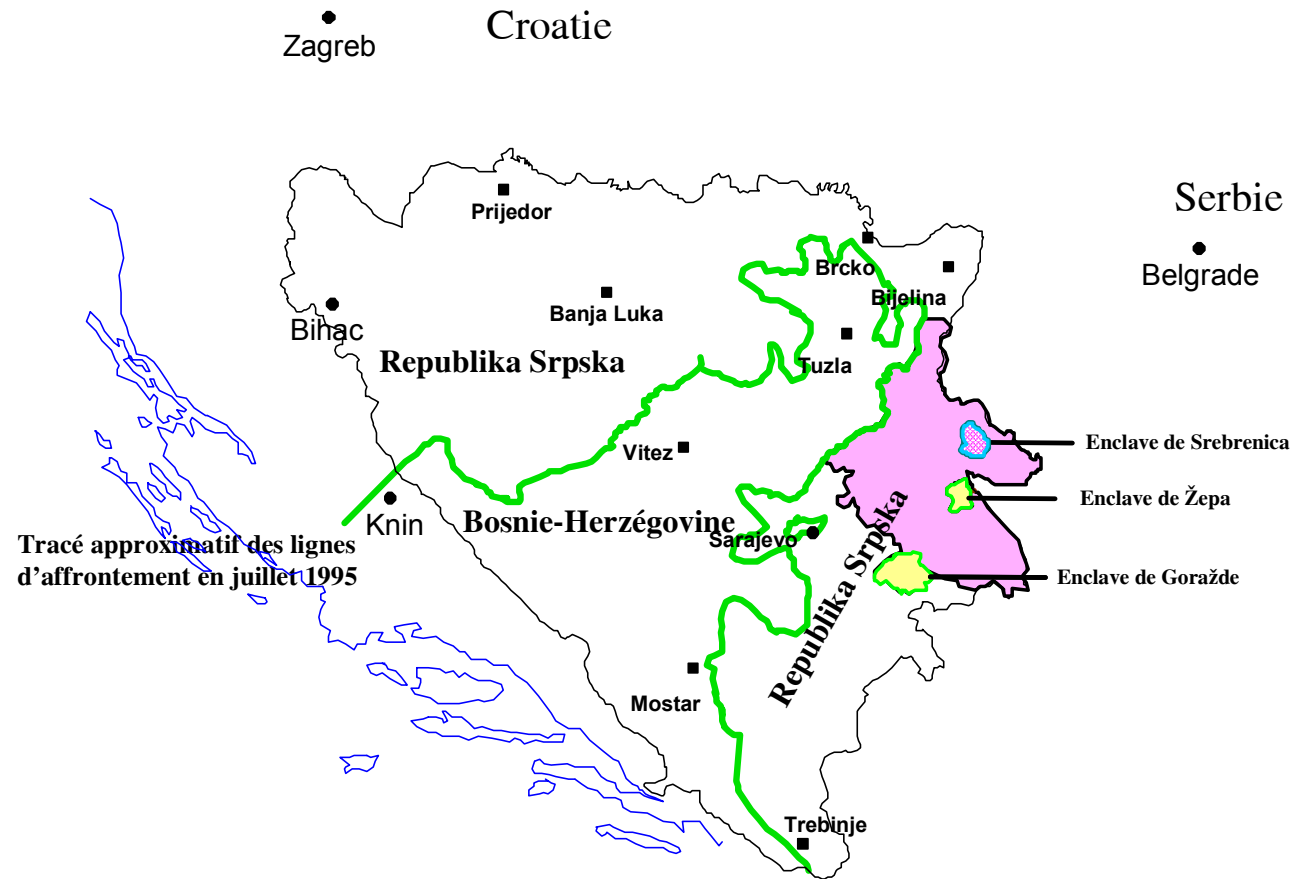 Croatie
Zagreb
Serbie
Belgrade
Prijedor
Brcko
Bijelina
Banja Luka
Bihac
Republika Srpska
Tuzla
Vitez
Enclave de Srebrenica
Enclave de Žepa
Knin
Bosnie-Herzégovine
Sarajevo
Republika Srpska
Tracé approximatif des lignes
d’affrontement en juillet 1995
Enclave de Goražde
Mostar
Trebinje